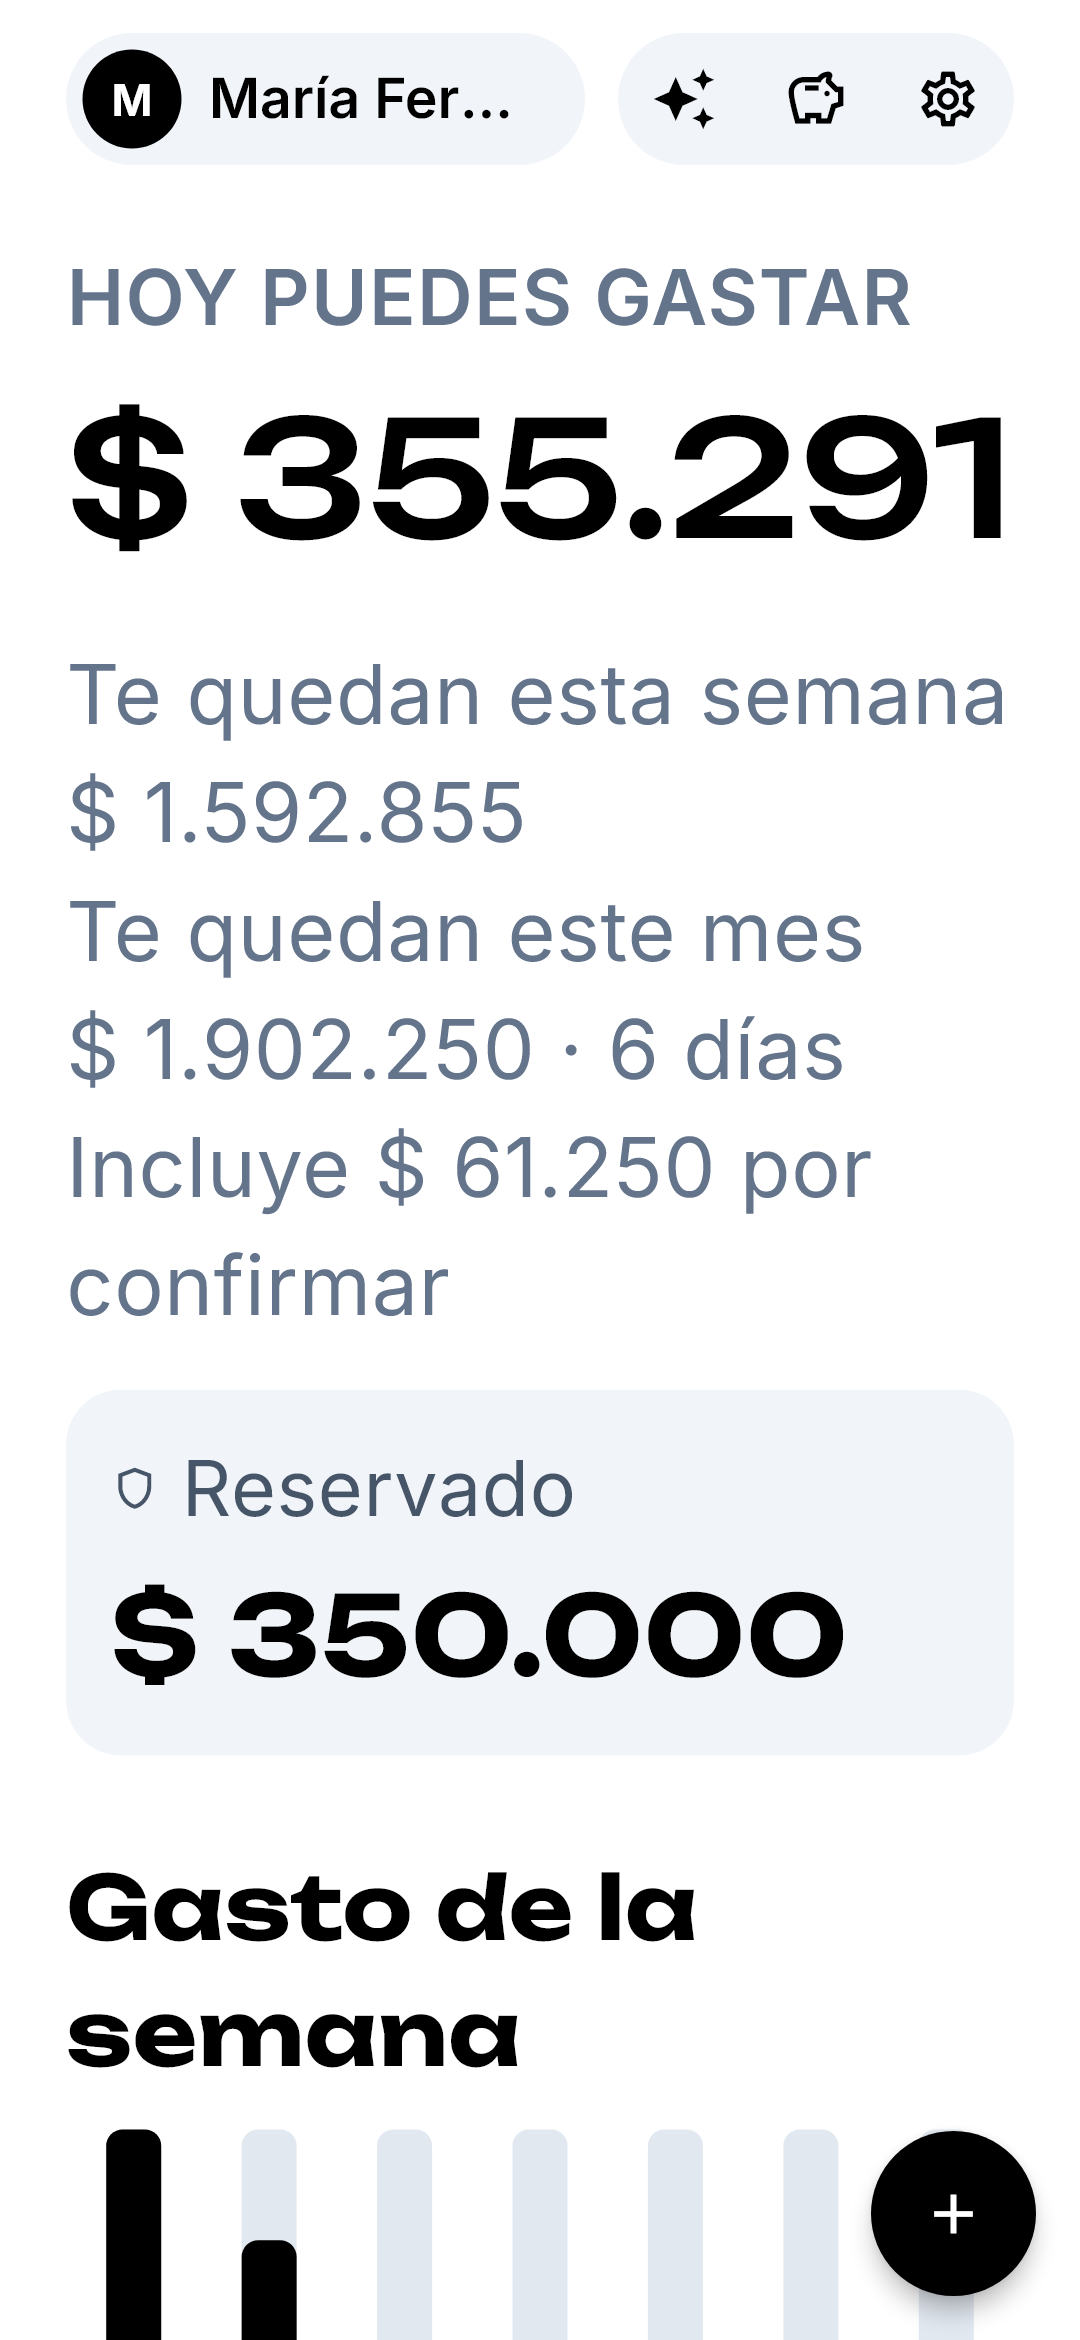 M
María Fer...
HOY PUEDES GASTAR
$ 355.291
Te quedan esta semana
$ 1.592.855
Te quedan este mes
$ 1.902.250 · 6 días
Incluye $ 61.250 por
confirmar
Reservado
$ 350.000
Gasto de la
semana
+